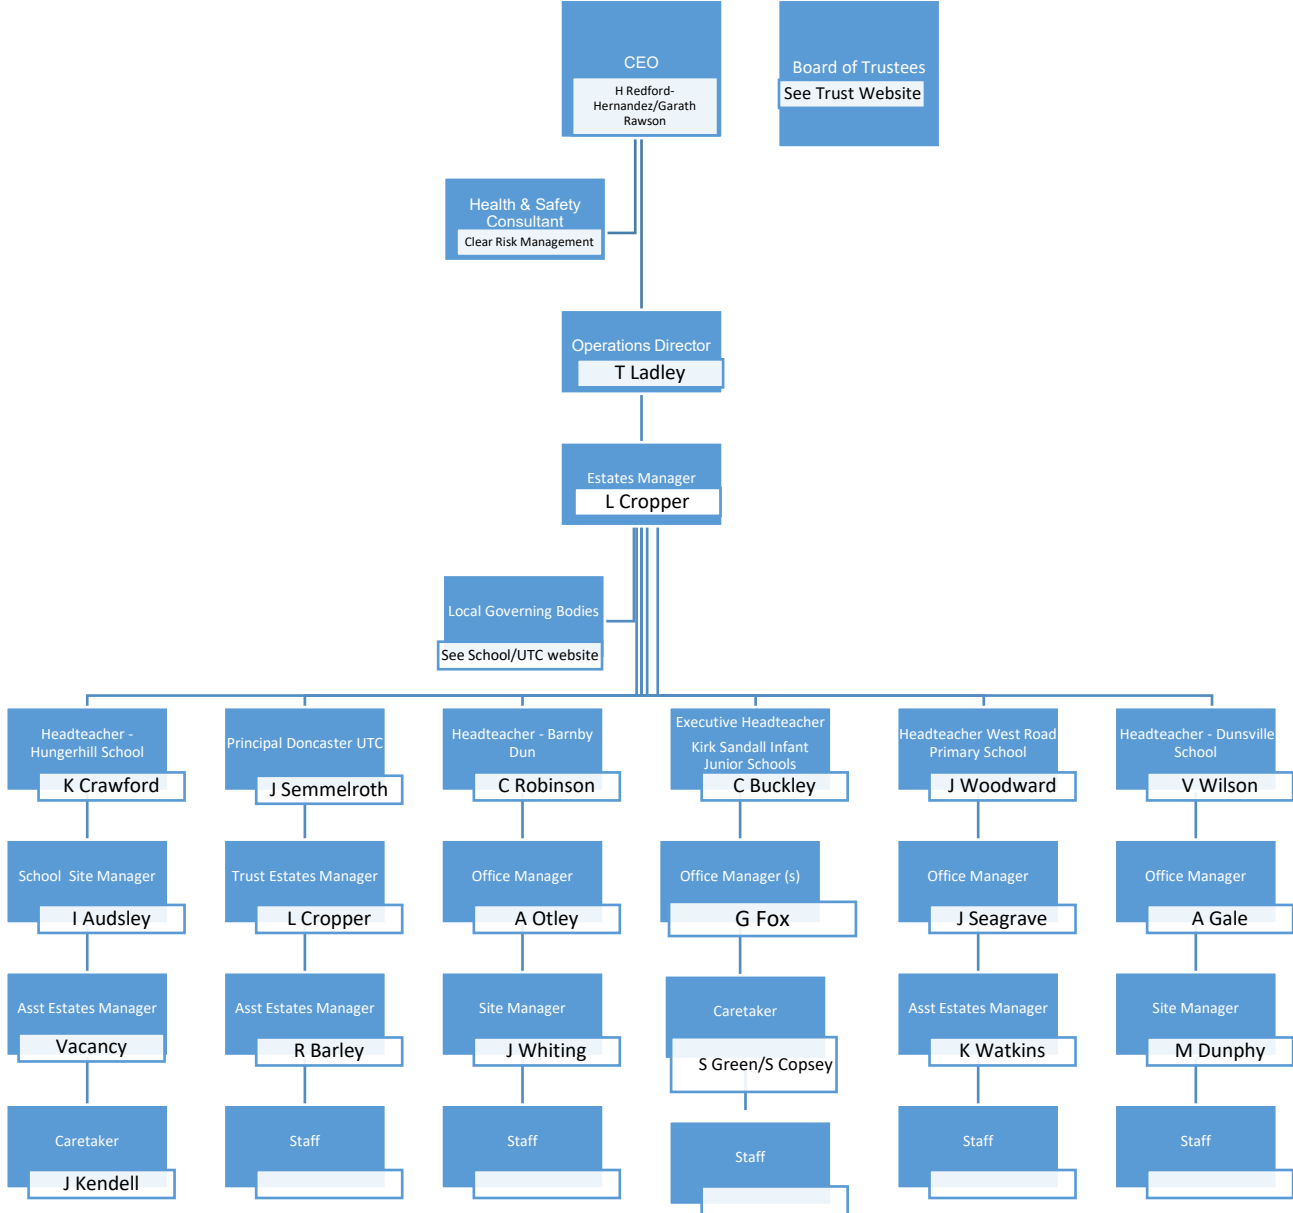 CEO
H Redford-
Hernandez/Garath
Rawson
Board of Trustees
See Trust Website
Health & Safety
Consultant
Clear Risk Management
Operations Director
T Ladley
Estates Manager
L Cropper
Local Governing Bodies
See School/UTC website
Headteacher -
Hungerhill School
K Crawford
Principal Doncaster UTC
J Semmelroth
Headteacher - Barnby
Dun
C Robinson
Executive Headteacher
Kirk Sandall Infant
Junior Schools
C Buckley
Headteacher West Road
Primary School
J Woodward
Headteacher - Dunsville
School
V Wilson
School  Site Manager
I Audsley
Trust Estates Manager
L Cropper
Office Manager
A Otley
Office Manager (s)
G Fox
Office Manager
J Seagrave
Office Manager
A Gale
Asst Estates Manager
Vacancy
Asst Estates Manager
R Barley
Site Manager
J Whiting
Caretaker
S Green/S Copsey
Asst Estates Manager
K Watkins
Site Manager
M Dunphy
Caretaker
J Kendell
Staff
Staff
Staff
Staff
Staff